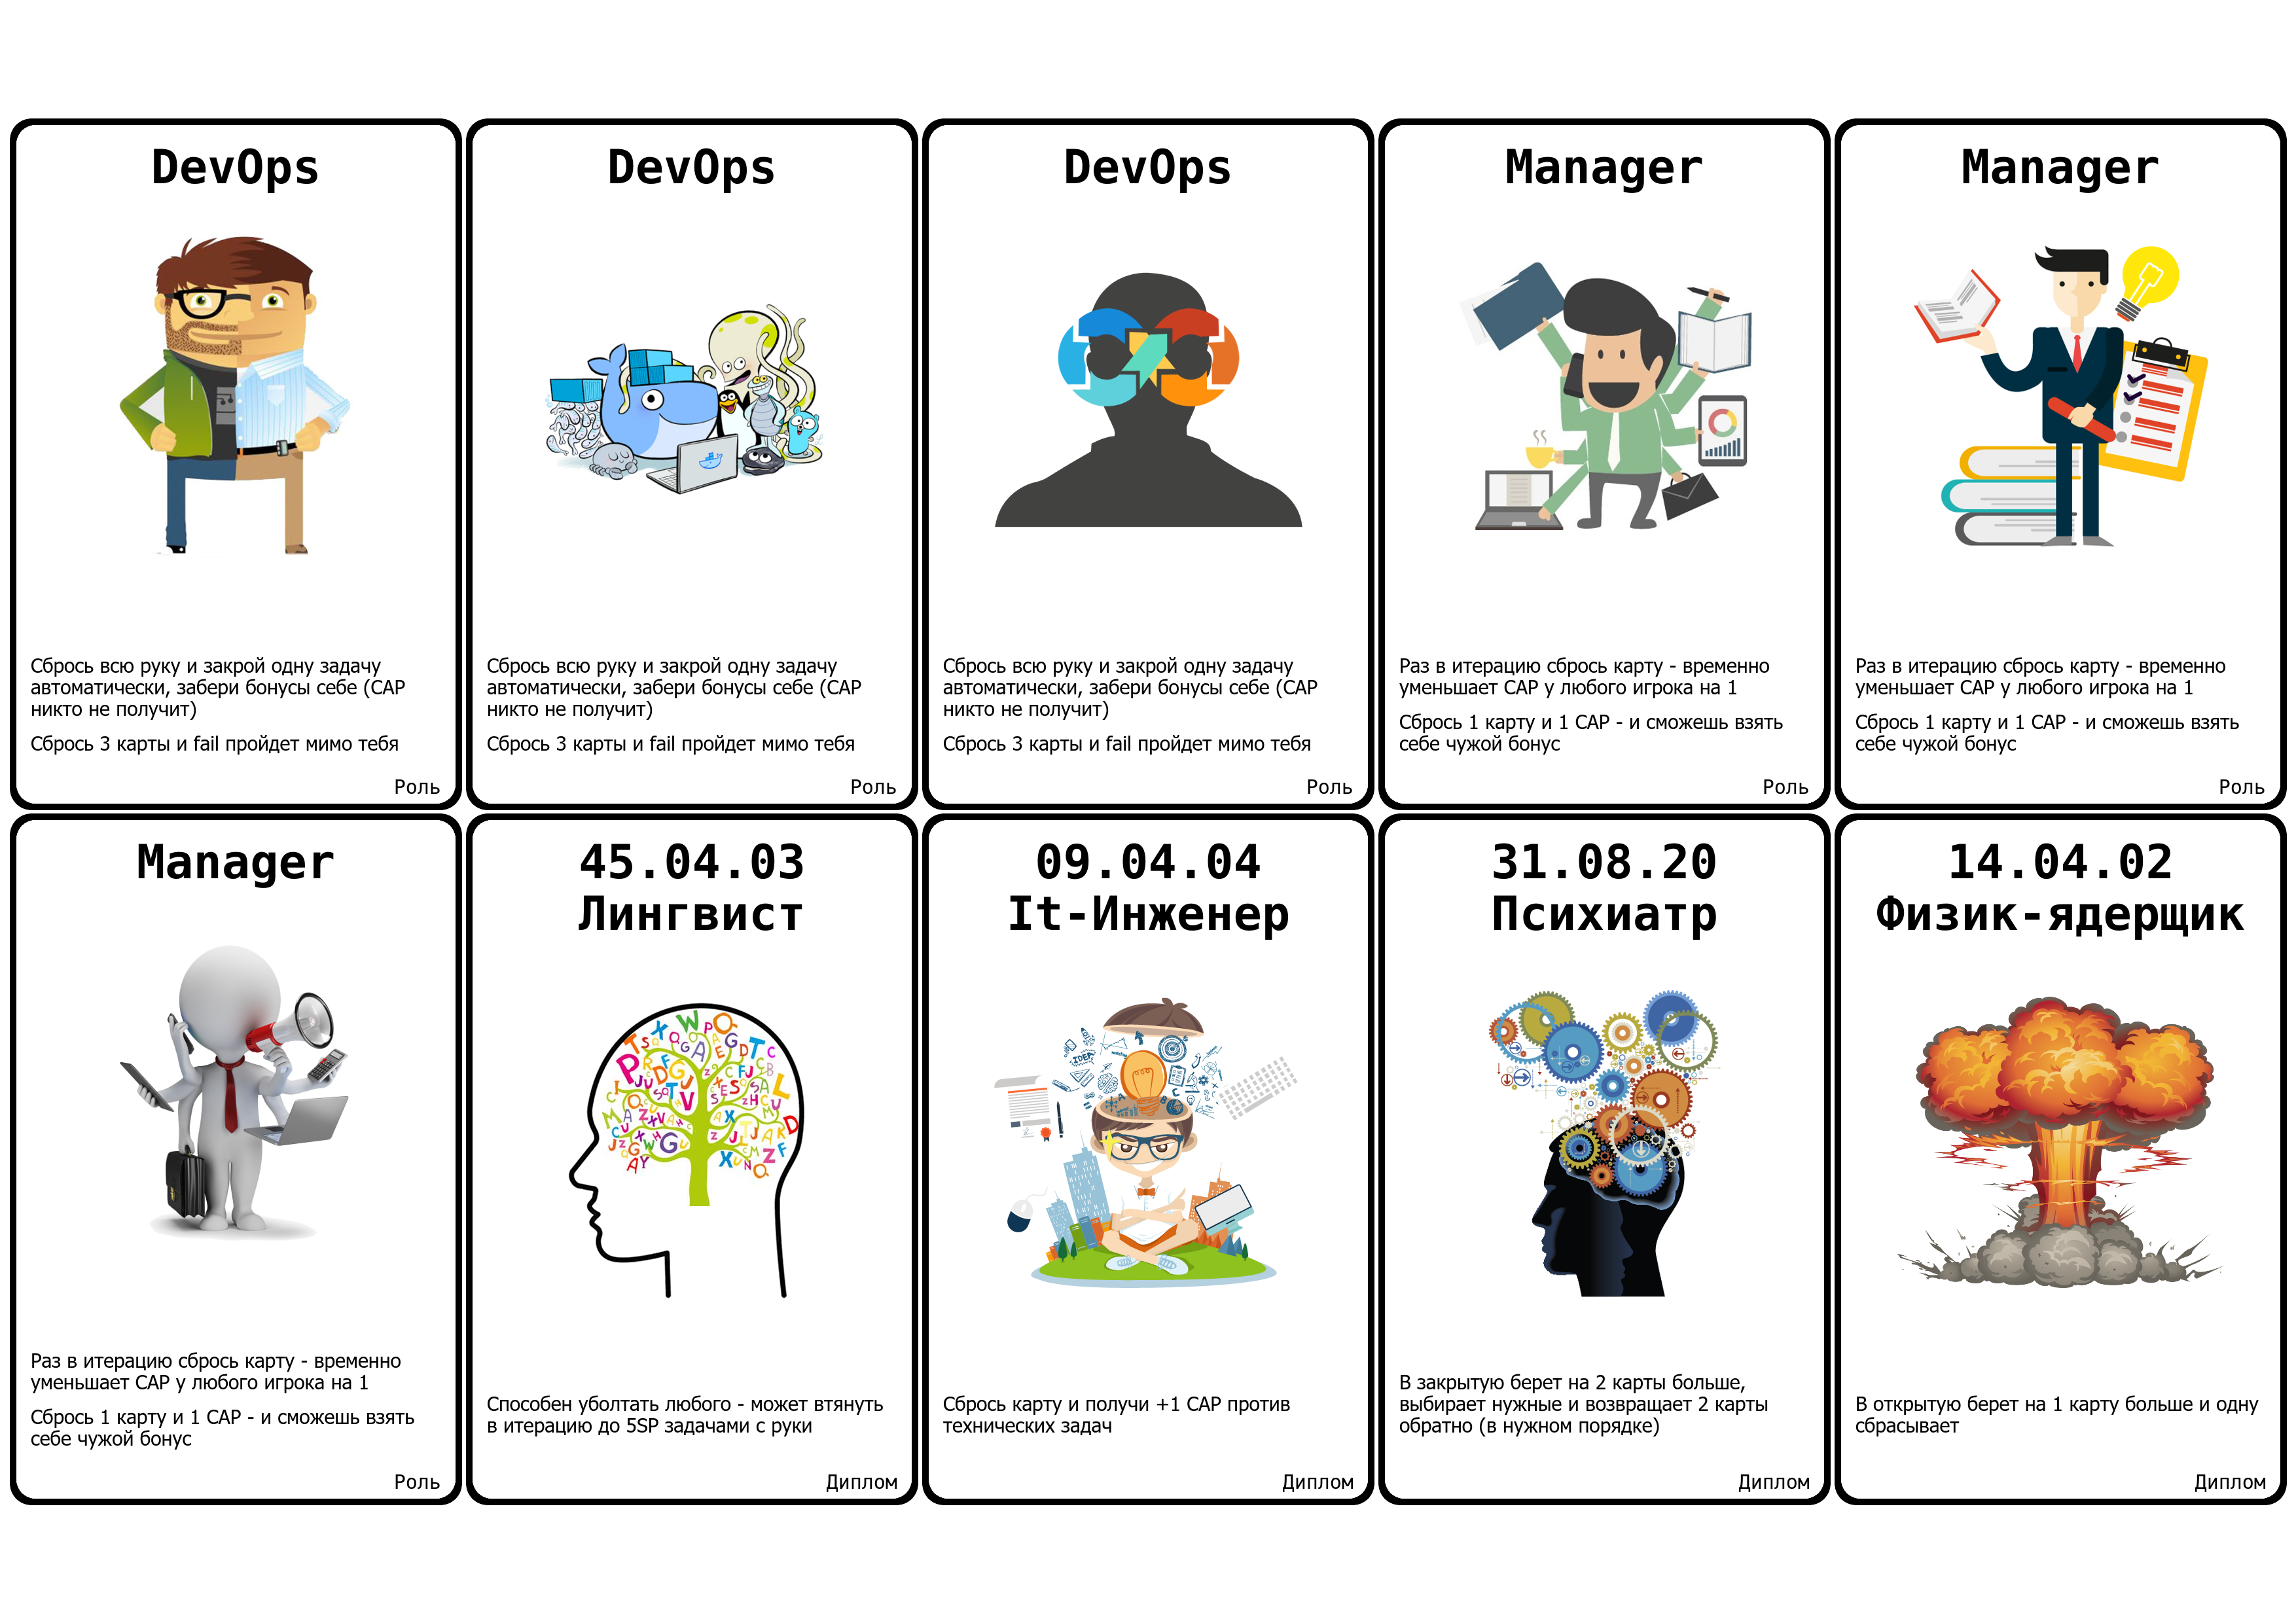 DevOps
Сбрось всю руку и закрой одну задачу
автоматически, забери бонусы себе (CAP
никто не получит)
Сбрось 3 карты и fail пройдет мимо тебя
Роль
DevOps
Сбрось всю руку и закрой одну задачу
автоматически, забери бонусы себе (CAP
никто не получит)
Сбрось 3 карты и fail пройдет мимо тебя
Роль
DevOps
Сбрось всю руку и закрой одну задачу
автоматически, забери бонусы себе (CAP
никто не получит)
Сбрось 3 карты и fail пройдет мимо тебя
Роль
Manager
Раз в итерацию сбрось карту - временно
уменьшает CAP у любого игрока на 1
Сбрось 1 карту и 1 CAP - и сможешь взять
себе чужой бонус
Роль
Manager
Раз в итерацию сбрось карту - временно
уменьшает CAP у любого игрока на 1
Сбрось 1 карту и 1 CAP - и сможешь взять
себе чужой бонус
Роль
Manager
Раз в итерацию сбрось карту - временно
уменьшает CAP у любого игрока на 1
Сбрось 1 карту и 1 CAP - и сможешь взять
себе чужой бонус
Роль
45.04.03
Лингвист
Способен уболтать любого - может втянуть
в итерацию до 5SP задачами с руки
Диплом
09.04.04
It-Инженер
IDEA
Сбрось карту и получи +1 CAP против
технических задач
Диплом
31.08.20
Психиатр
В закрытую берет на 2 карты больше,
выбирает нужные и возвращает 2 карты
обратно (в нужном порядке)
Диплом
14.04.02
Физик-ядерщик
В открытую берет на 1 карту больше и одну
сбрасывает
Диплом